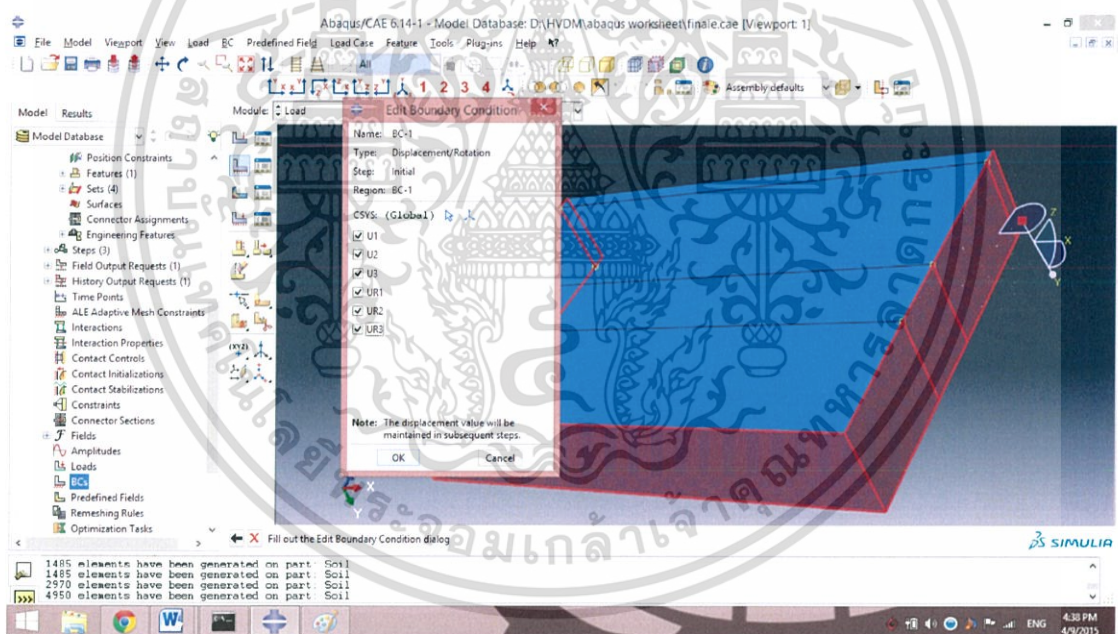 Abaqus/CAE 6.14-1 - Model Database: D:\HVDM\abaqus worksheet\finale.cae [Viewport: 1]
File Model Viewport View Load BC Predefined Field Load Case Feature Tools Plug-ins Help
All
1 2 3 4
Assembly defaults
Model Results
Module: Load
Model Database
Position Constraints
Features (1)
Sets (4)
Surfaces
Connector Assignments
Engineering Features
Steps (3)
Field Output Requests (1)
History Output Requests (1)
Time Points
ALE Adaptive Mesh Constraints
Interactions
Interaction Properties
Contact Controls
Contact Initializations
Contact Stabilizations
Constraints
Connector Sections
Fields
Amplitudes
Loads
BCs
Predefined Fields
Remeshing Rules
Optimization Tasks
(XYZ)
Edit Boundary Condition
Name: BC-1
Type: Displacement/Rotation
Step: Initial
Region: BC-1
CSYS: (Global)
U1
U2
U3
UR1
UR2
UR3
Note: The displacement value will be
maintained in subsequent steps.
OK Cancel
Z
X
Y
X
Y
Fill out the Edit Boundary Condition dialog
SIMULIA
1485 elements have been generated on part: Soil
1485 elements have been generated on part: Soil
2970 elements have been generated on part: Soil
4950 elements have been generated on part: Soil
ENG
4:38 PM
4/9/2015